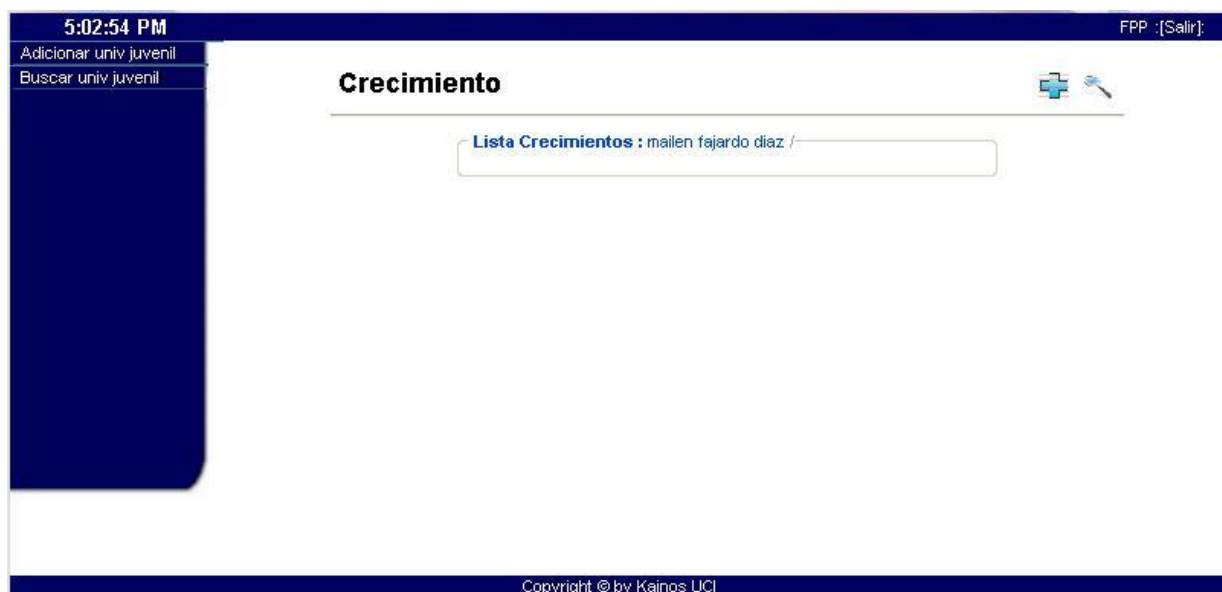 5:02:54 PM
FPP :[Salir]:
Adicionar univ juvenil
Buscar univ juvenil
Crecimiento
Lista Crecimientos : mailen fajardo diaz /
Copyright © by Kainos UCI